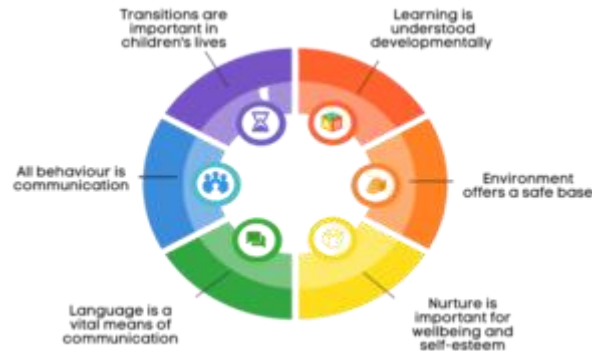 Transitions are
important in
children's lives
Learning is
understood
developmentally
All behaviour is
communication
Environment
offers a safe base
Language is a
vital means of
communication
Nurture is
important for
wellbeing and
self-esteem